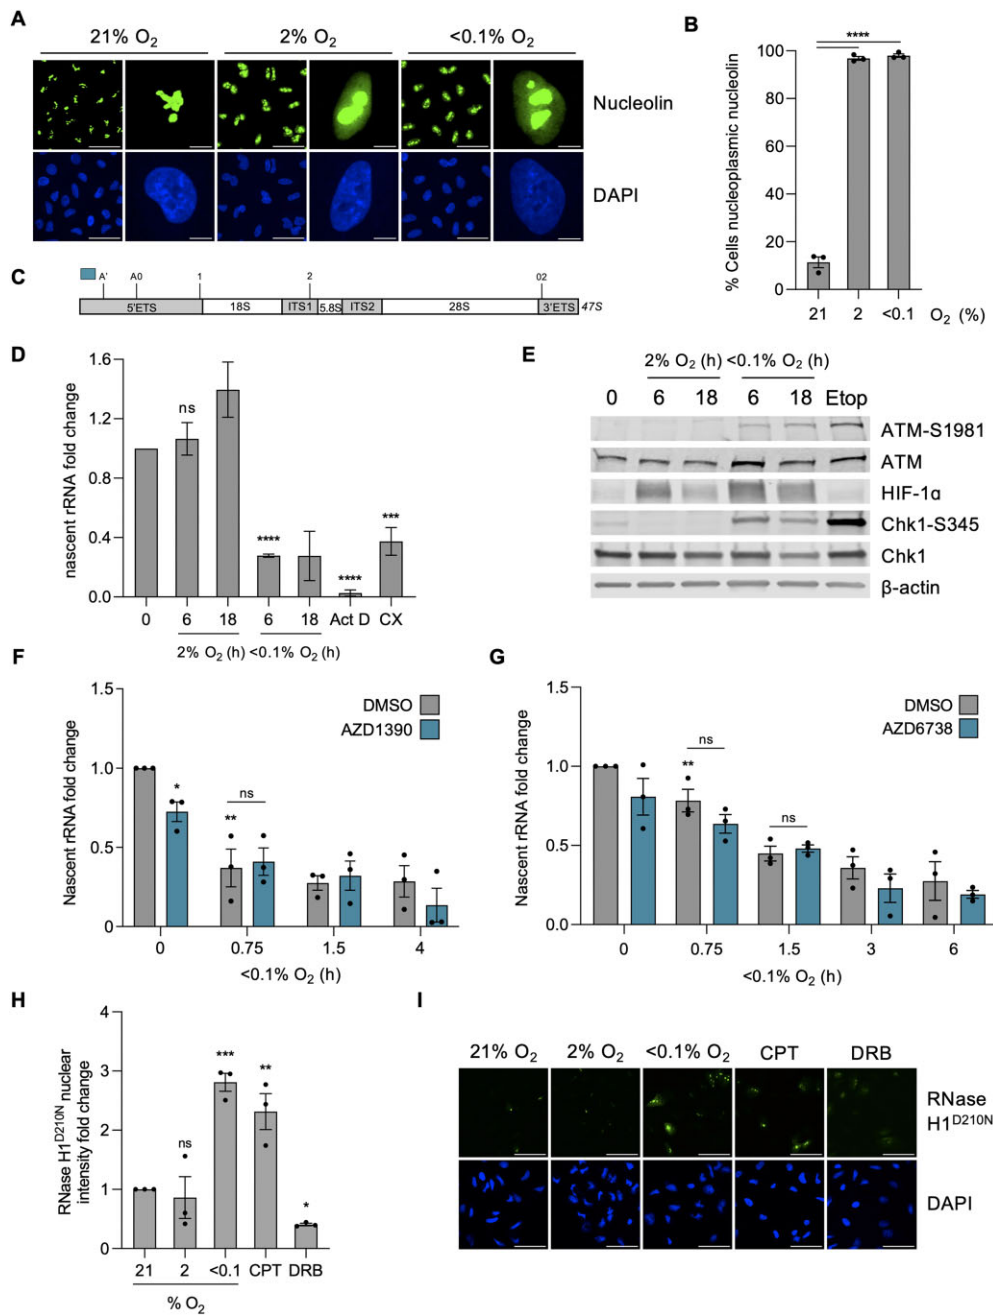 A
21% O2
2% O2
<0.1% O2
Nucleolin
DAPI
B
****
% Cells nucleoplasmic nucleolin
100
80
60
40
20
0
21
2
<0.1
O2 (%)
C
A'
A0
1
2
02
5'ETS
18S
ITS1
5.8S
ITS2
28S
3'ETS
47S
D
nascent rRNA fold change
1.6
1.2
0.8
0.4
0.0
ns
****
****
***
0
6
18
6
18
Act D
CX
2% O2 (h)
<0.1% O2 (h)
E
2% O2 (h) <0.1% O2 (h)
0
6
18
6
18
Etop
ATM-S1981
ATM
HIF-1α
Chk1-S345
Chk1
β-actin
F
Nascent rRNA fold change
1.5
1.0
0.5
0
DMSO
AZD1390
*
**
ns
0
0.75
1.5
4
<0.1% O2 (h)
G
Nascent rRNA fold change
1.5
1.0
0.5
0.0
DMSO
AZD6738
**
ns
ns
0
0.75
1.5
3
6
<0.1% O2 (h)
H
RNase H1D210N nuclear
intensity fold change
4
3
2
1
0
ns
***
**
*
21
2
<0.1
CPT
DRB
% O2
I
21% O2
2% O2
<0.1% O2
CPT
DRB
RNase
H1D210N
DAPI